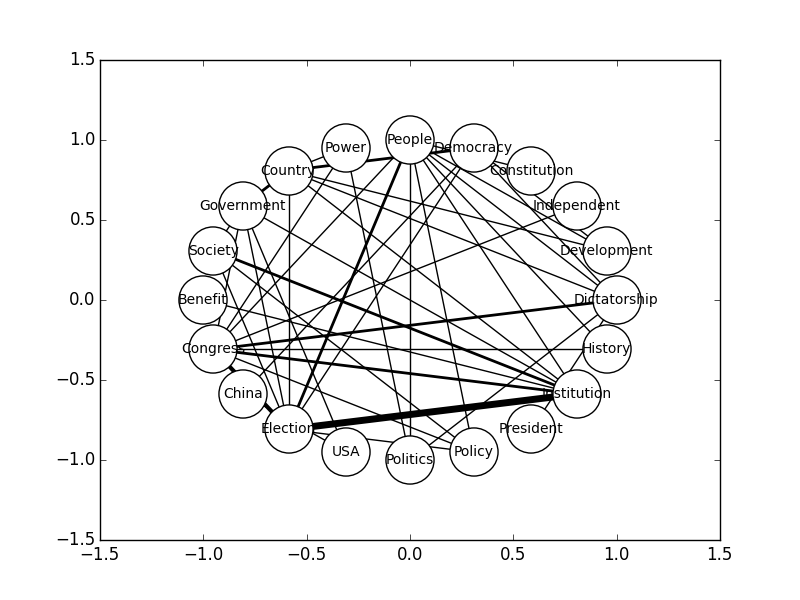 1.5
1.0
0.5
0.0
−0.5
−1.0
−1.5
People
Power
Democracy
Country
Constitution
Government
Independent
Society
Development
Benefit
Dictatorship
Congress
History
China
Institution
Election
President
USA
Politics
Policy
−1.5
−1.0
−0.5
0.0
0.5
1.0
1.5